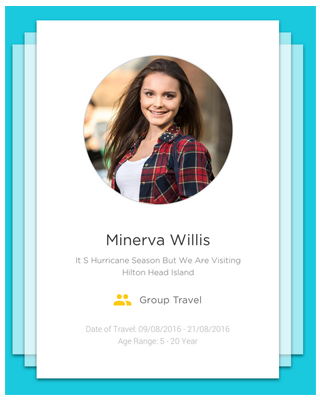 Minerva Willis
It S Hurricane Season But We Are Visiting
Hilton Head Island
Group Travel
Date of Travel: 09/08/2016 - 21/08/2016
Age Range: 5 - 20 Year